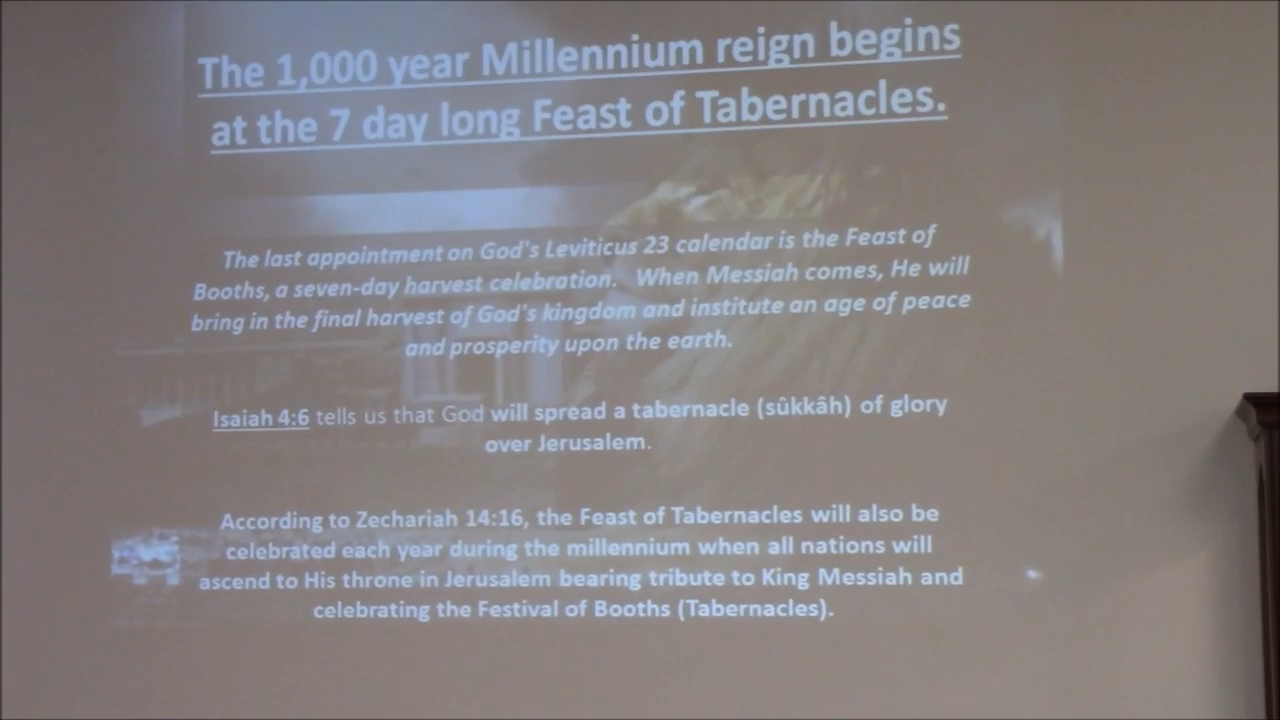 The 1,000 year Millennium reign begins
at the 7 day long Feast of Tabernacles.
The last appointment on God's Leviticus 23 calendar is the Feast of
Booths, a seven-day harvest celebration. When Messiah comes, He will
bring in the final harvest of God's kingdom and institute an age of peace
and prosperity upon the earth.
Isaiah 4:6 tells us that God will spread a tabernacle (sûkkâh) of glory
over Jerusalem.
According to Zechariah 14:16, the Feast of Tabernacles will also be
celebrated each year during the millennium when all nations will
ascend to His throne in Jerusalem bearing tribute to King Messiah and
celebrating the Festival of Booths (Tabernacles).